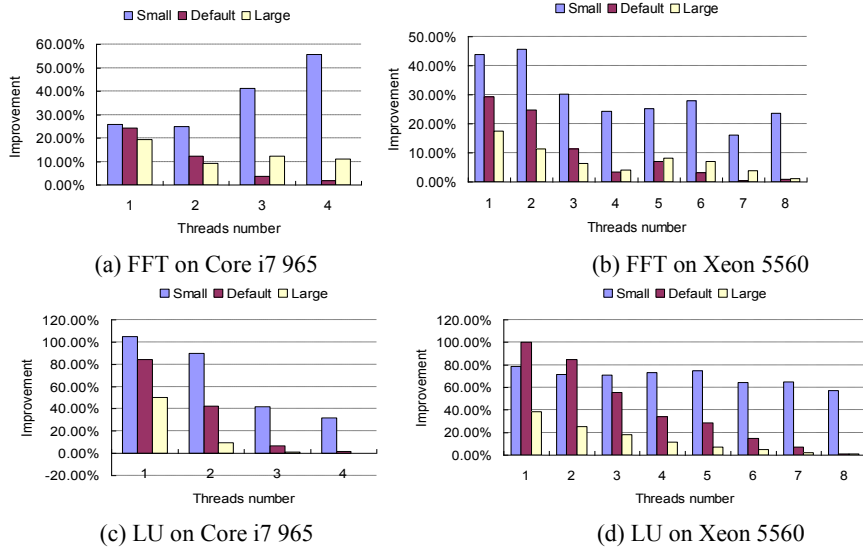 Small Default Large
60.00%
50.00%
40.00%
30.00%
20.00%
10.00%
0.00%
Improvement
1 2 3 4
Threads number
(a) FFT on Core i7 965
Small Default Large
50.00%
40.00%
30.00%
20.00%
10.00%
0.00%
Improvement
1 2 3 4 5 6 7 8
Threads number
(b) FFT on Xeon 5560
Small Default Large
120.00%
100.00%
80.00%
60.00%
40.00%
20.00%
0.00%
-20.00%
Improvement
1 2 3 4
Threads number
(c) LU on Core i7 965
Small Default Large
120.00%
100.00%
80.00%
60.00%
40.00%
20.00%
0.00%
Improvement
1 2 3 4 5 6 7 8
Threads number
(d) LU on Xeon 5560